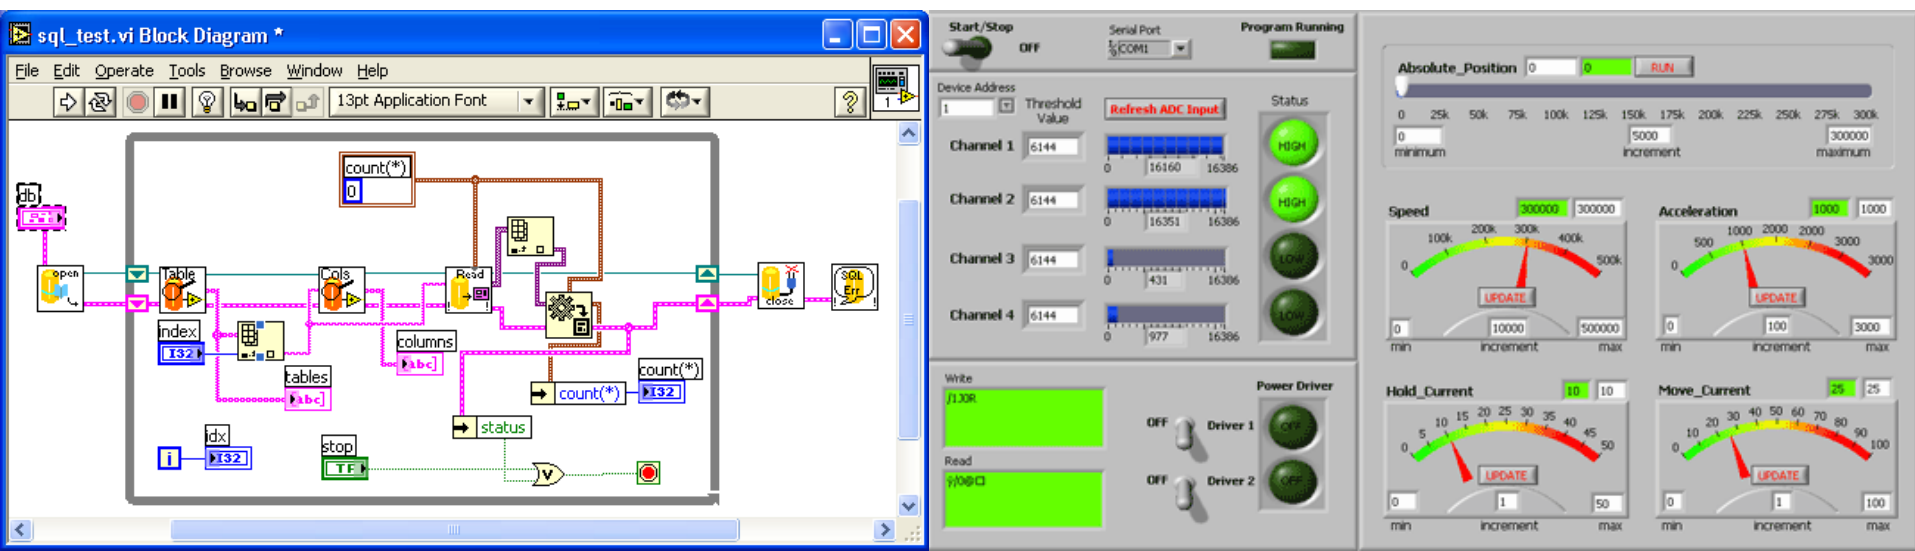 sql_test.vi Block Diagram *
File Edit Operate Tools Browse Window Help
13pt Application Font
1
count(*)
0
db
open
Table
Cols
Read
close
SQL
Err
index
I32
columns
abc
tables
abc
count(*)
count(*)
I32
status
idx
i
I32
stop
TF
V
Start/Stop
OFF
Serial Port
COM1
Program Running
Device Address
1
Threshold
Value
Refresh ADC Input
Status
Channel 1
6144
0 16160 16386
HIGH
Channel 2
6144
0 16351 16386
HIGH
Channel 3
6144
0 431 16386
LOW
Channel 4
6144
0 977 16386
LOW
Write
/1J0R
Read
Power Driver
OFF
Driver 1
OFF
OFF
Driver 2
OFF
Absolute_Position
0
0
RUN
0 25k 50k 75k 100k 125k 150k 175k 200k 225k 250k 275k 300k
0 5000 300000
minimum increment maximum
Speed
300000
300000
0 100k 200k 300k 400k 500k
UPDATE
0 10000 500000
min increment max
Acceleration
1000
1000
0 500 1000 2000 2000 3000 3000
UPDATE
0 100 3000
min increment max
Hold_Current
10
10
0 5 10 15 20 25 30 35 40 45 50
UPDATE
0 1 50
min increment max
Move_Current
25
25
0 10 20 30 40 50 60 70 80 90 100
UPDATE
0 1 100
min increment max